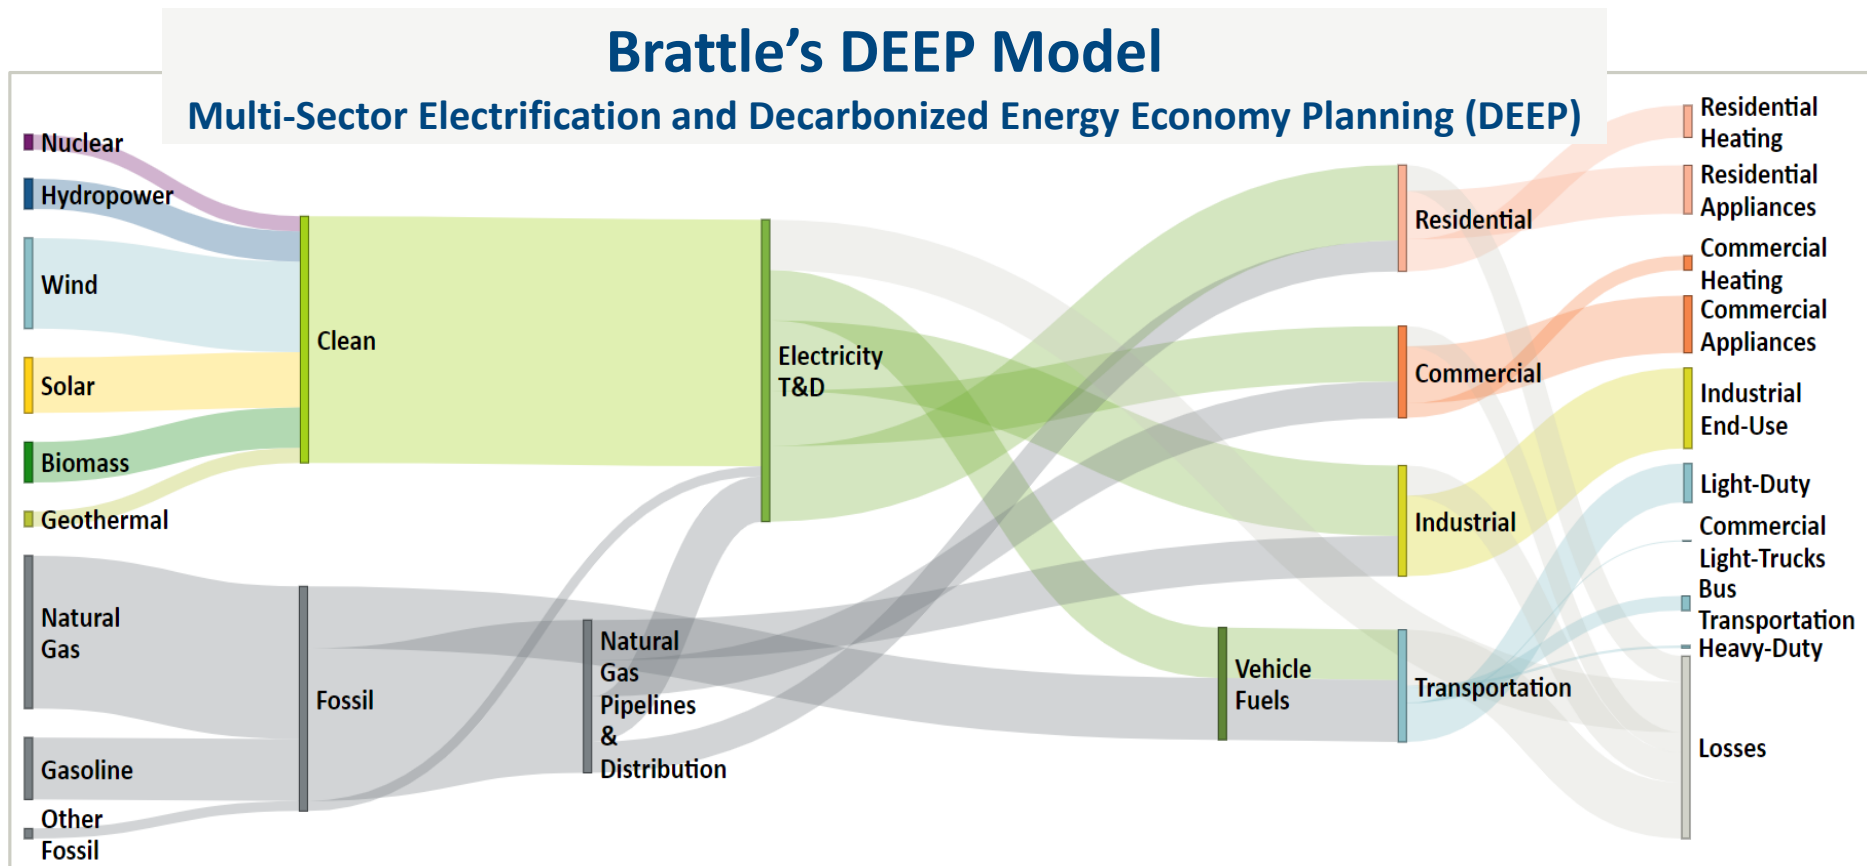 Brattle’s DEEP Model
Multi-Sector Electrification and Decarbonized Energy Economy Planning (DEEP)
Nuclear
Hydropower
Wind
Solar
Biomass
Geothermal
Natural
Gas
Gasoline
Other
Fossil
Clean
Fossil
Natural
Gas
Pipelines
&
Distribution
Electricity
T&D
Vehicle
Fuels
Residential
Commercial
Industrial
Transportation
Residential
Heating
Residential
Appliances
Commercial
Heating
Commercial
Appliances
Industrial
End-Use
Light-Duty
Commercial
Light-Trucks
Bus
Transportation
Heavy-Duty
Losses